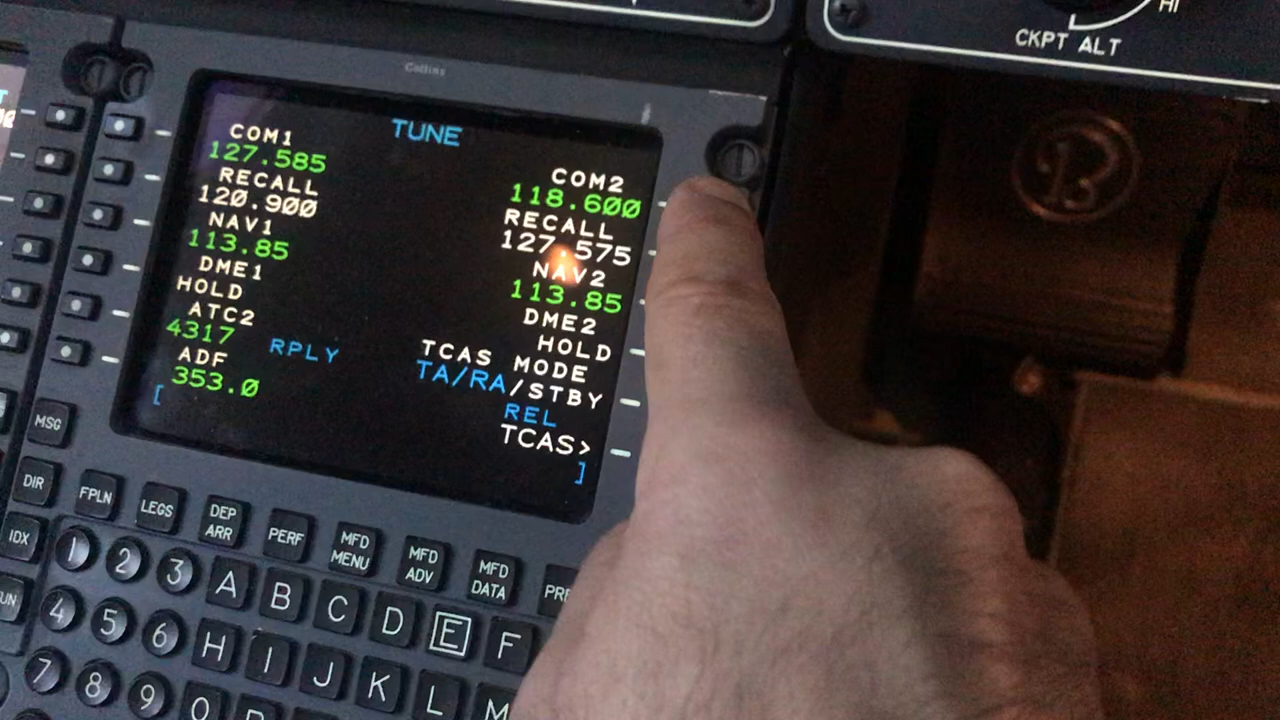 HI
CKPT ALT
Collins
TUNE
COM1
127.585
RECALL
120.900
NAV1
113.85
DME1
HOLD
ATC2
4317 RPLY
ADF
353.0
[
COM2
118.600
RECALL
127.575
NAV2
113.85
DME2
HOLD
TCAS MODE
TA/RA/STBY
REL
TCAS>
]
MSG
DIR
FPLN
LEGS
DEP ARR
PERF
MFD MENU
MFD ADV
MFD DATA
IDX
1 2 3 A B C D E F
4 5 6 H I J K L M
7 8 9
B